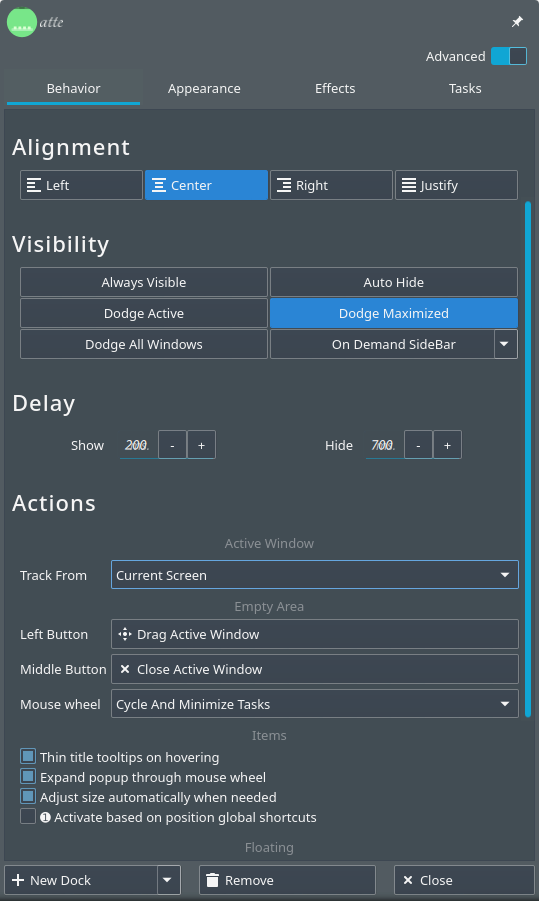 atte
Advanced
Behavior Appearance Effects Tasks
Alignment
Left Center Right Justify
Visibility
Always Visible Auto Hide
Dodge Active Dodge Maximized
Dodge All Windows On Demand SideBar
Delay
Show 200 ms. - + Hide 700 ms. - +
Actions
Active Window
Track From Current Screen
Empty Area
Left Button Drag Active Window
Middle Button Close Active Window
Mouse wheel Cycle And Minimize Tasks
Items
Thin title tooltips on hovering
Expand popup through mouse wheel
Adjust size automatically when needed
❶ Activate based on position global shortcuts
Floating
New Dock Remove Close